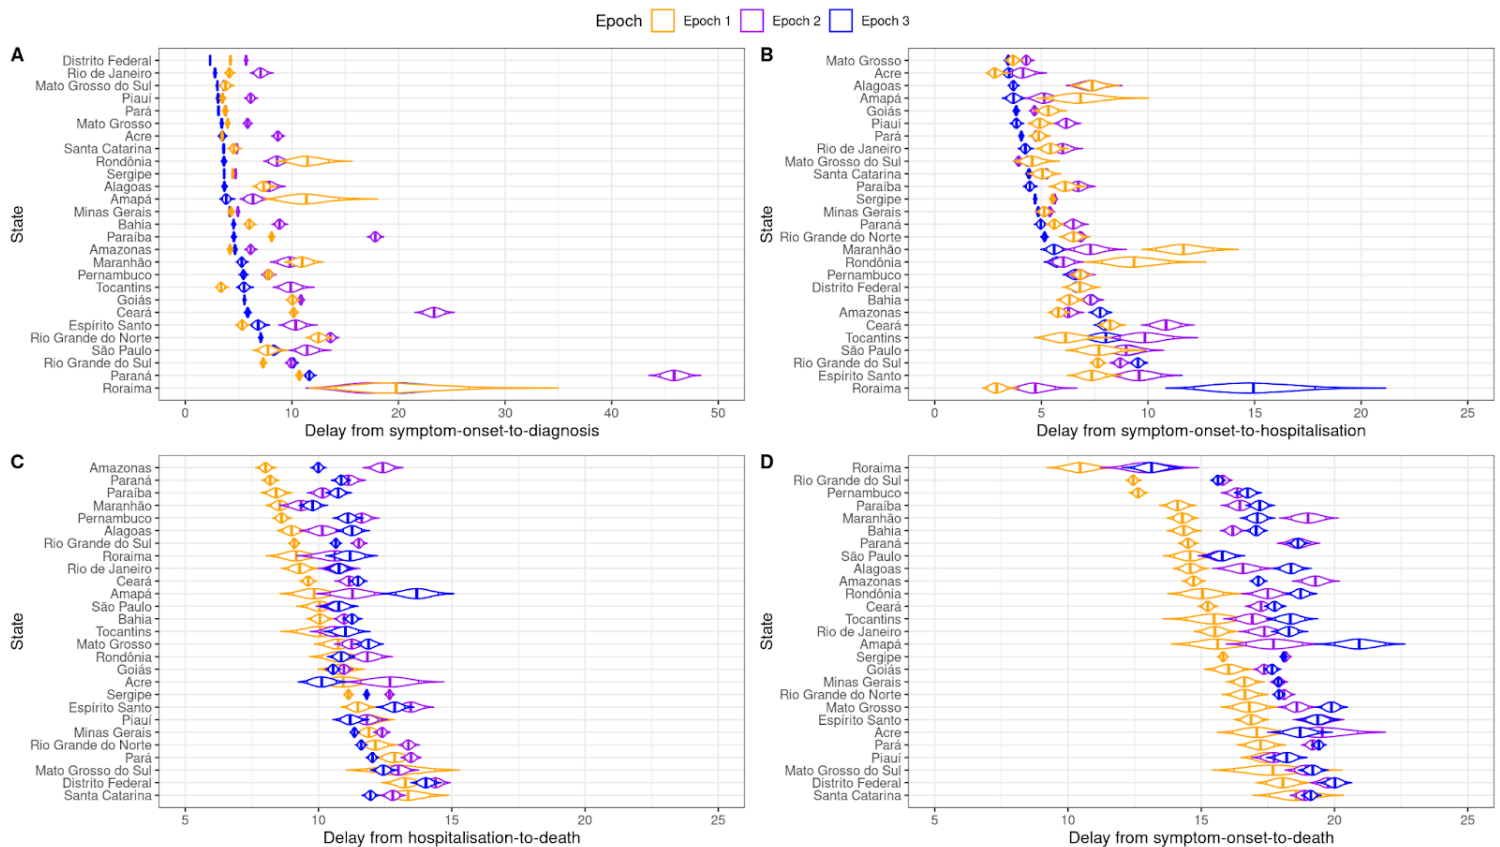 Epoch Epoch 1 Epoch 2 Epoch 3
A
Distrito Federal
Rio de Janeiro
Mato Grosso do Sul
Piauí
Pará
Mato Grosso
Acre
Santa Catarina
Rondônia
Sergipe
Alagoas
Amapá
Minas Gerais
Bahia
Paraíba
Amazonas
Maranhão
Pernambuco
Tocantins
Goiás
Ceará
Espírito Santo
Rio Grande do Norte
São Paulo
Rio Grande do Sul
Paraná
Roraima
State
0 10 20 30 40 50
Delay from symptom-onset-to-diagnosis
B
Mato Grosso
Acre
Alagoas
Amapá
Goiás
Piauí
Pará
Rio de Janeiro
Mato Grosso do Sul
Santa Catarina
Paraíba
Sergipe
Minas Gerais
Paraná
Rio Grande do Norte
Maranhão
Rondônia
Pernambuco
Distrito Federal
Bahia
Amazonas
Ceará
Tocantins
São Paulo
Rio Grande do Sul
Espírito Santo
Roraima
State
0 5 10 15 20 25
Delay from symptom-onset-to-hospitalisation
C
Amazonas
Paraná
Paraíba
Maranhão
Pernambuco
Alagoas
Rio Grande do Sul
Roraima
Rio de Janeiro
Ceará
Amapá
São Paulo
Bahia
Tocantins
Mato Grosso
Rondônia
Goiás
Acre
Sergipe
Espírito Santo
Piauí
Minas Gerais
Rio Grande do Norte
Pará
Mato Grosso do Sul
Distrito Federal
Santa Catarina
State
5 10 15 20 25
Delay from hospitalisation-to-death
D
Roraima
Rio Grande do Sul
Pernambuco
Paraíba
Maranhão
Bahia
Paraná
São Paulo
Alagoas
Amazonas
Rondônia
Ceará
Tocantins
Rio de Janeiro
Amapá
Sergipe
Goiás
Minas Gerais
Rio Grande do Norte
Mato Grosso
Espírito Santo
Acre
Pará
Piauí
Mato Grosso do Sul
Distrito Federal
Santa Catarina
State
5 10 15 20 25
Delay from symptom-onset-to-death